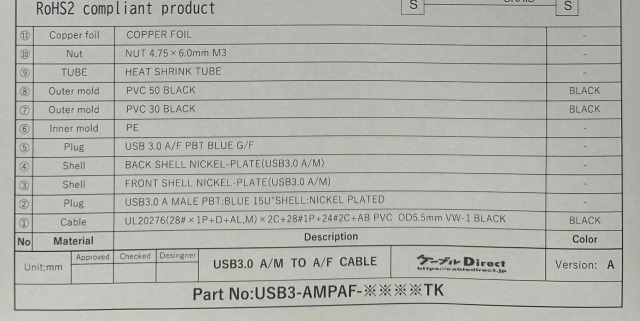 RoHS2 compliant product
S S
⑪ Copper foil COPPER FOIL -
⑩ Nut NUT 4.75×6.0mm M3 -
⑨ TUBE HEAT SHRINK TUBE -
⑧ Outer mold PVC 50 BLACK BLACK
⑦ Outer mold PVC 30 BLACK BLACK
⑥ Inner mold PE -
⑤ Plug USB 3.0 A/F PBT BLUE G/F -
④ Shell BACK SHELL NICKEL-PLATE(USB3.0 A/M) -
③ Shell FRONT SHELL NICKEL-PLATE(USB3.0 A/M) -
② Plug USB3.0 A MALE PBT:BLUE 15U"SHELL:NICKEL PLATED -
① Cable UL20276(28#×1P+D+AL,M)×2C+28#1P+24#2C+AB PVC OD5.5mm VW-1 BLACK BLACK
No Material Description Color
Unit:mm Approved Checked Desingner USB3.0 A/M TO A/F CABLE ケーブル Direct Version: A
https://cabledirect.jp
Part No:USB3-AMPAF-※※※※TK